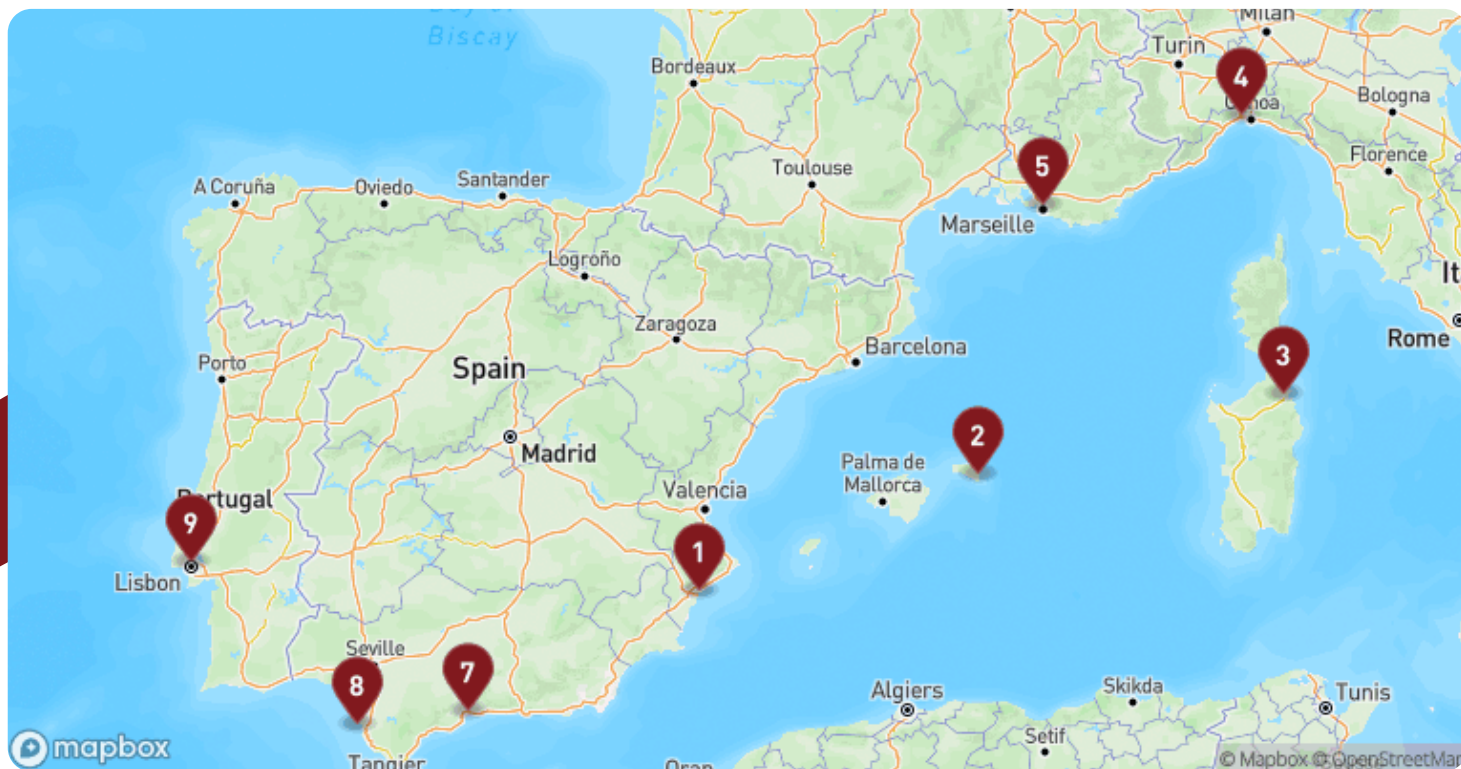 Biscay
Milan
Turin
4
Bordeaux
Genoa
Bologna
5
Toulouse
Florence
A Coruña
Oviedo
Santander
Marseille
Logroño
Zaragoza
Rome
Porto
Spain
Barcelona
3
2
Madrid
Palma de
Mallorca
Valencia
Portugal
9
1
Lisbon
Seville
7
8
Algiers
Skikda
Tunis
Setif
mapbox
Tangier
Oran
© Mapbox © OpenStreetMap